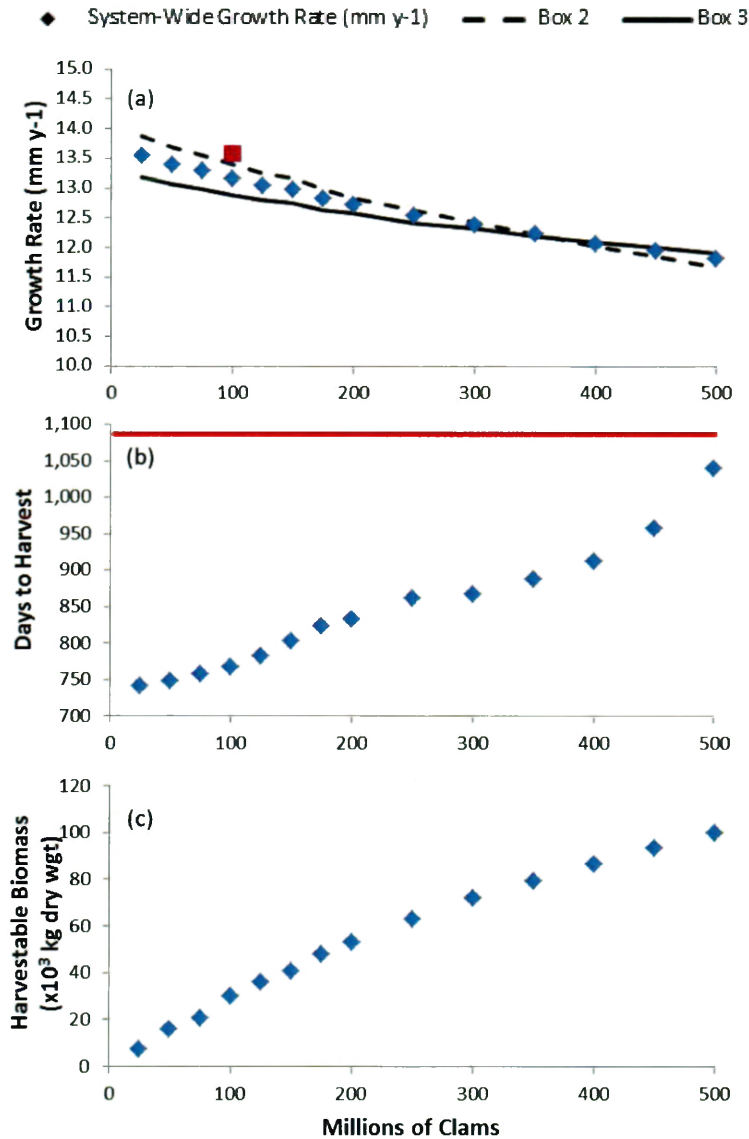 System-Wide Growth Rate (mm y-1) Box 2 Box 3
(a)
Growth Rate (mm y-1)
15.0
14.5
14.0
13.5
13.0
12.5
12.0
11.5
11.0
10.5
10.0
0 100 200 300 400 500
(b)
Days to Harvest
1,100
1,050
1,000
950
900
850
800
750
700
0 100 200 300 400 500
(c)
Harvestable Biomass
(x10³ kg dry wgt)
120
100
80
60
40
20
0
0 100 200 300 400 500
Millions of Clams